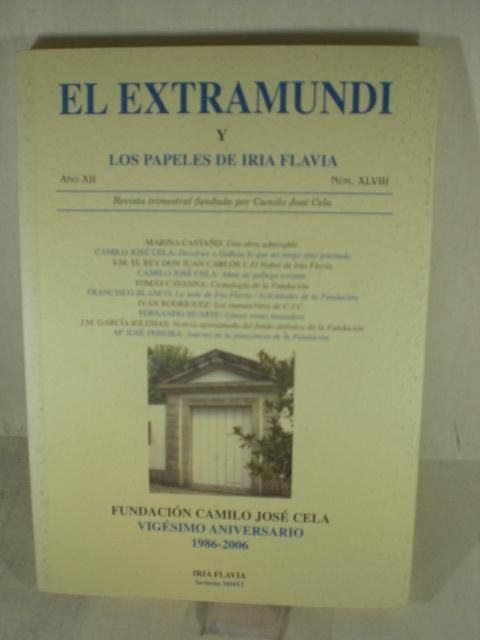 EL EXTRAMUNDI
Y
LOS PAPELES DE IRIA FLAVIA
AÑO XII NÚM. XLVIII
Revista trimestral fundada por Camilo José Cela
MARINA CASTAÑO: Una obra admirable
CAMILO JOSÉ CELA: Devolver a Galicia lo que no tengo sino prestado
S.M. EL REY DON JUAN CARLOS I: El Nobel de Iria Flavia
CAMILO JOSÉ CELA: Alma de gallego errante
TOMÁS CAVANNA: Cronología de la Fundación
FRANCISCO BLANCO: La sede de Iria Flavia / Actividades de la Fundación
IVÁN RODRÍGUEZ: Los manuscritos de C.J.C.
FERNANDO HUARTE: Líneas como meandros
J.M. GARCÍA IGLESIAS: Noticia aproximada del fondo artístico de la Fundación
Mª JOSÉ PEREIRA: Autores en la pinacoteca de la Fundación
FUNDACIÓN CAMILO JOSÉ CELA
VIGÉSIMO ANIVERSARIO
1986-2006
IRIA FLAVIA
Invierno MMVI